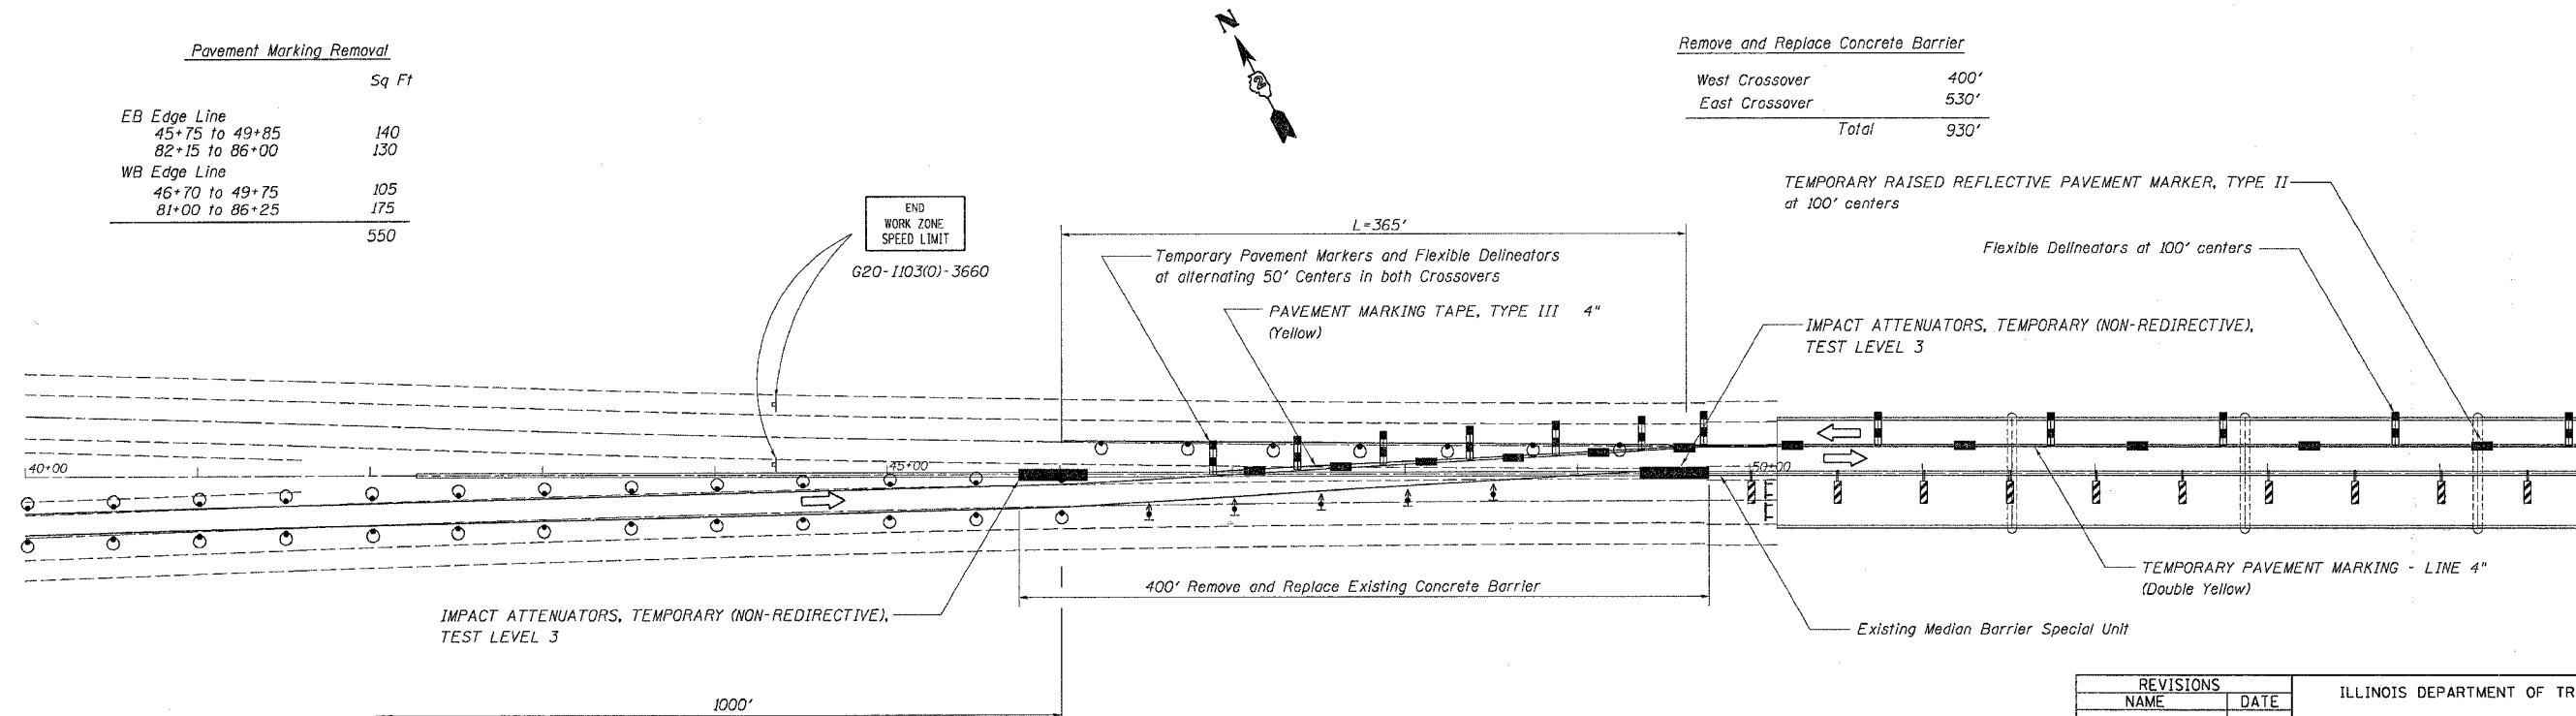 Pavement Marking Removal
Sq Ft
EB Edge Line
45+75 to 49+85 140
82+15 to 86+00 130
WB Edge Line
46+70 to 49+75 105
81+00 to 86+25 175
550
N
2
Remove and Replace Concrete Barrier
West Crossover 400'
East Crossover 530'
Total 930'
END
WORK ZONE
SPEED LIMIT
G20-I103(O)-3660
L=365'
Temporary Pavement Markers and Flexible Delineators
at alternating 50' Centers in both Crossovers
PAVEMENT MARKING TAPE, TYPE III 4"
(Yellow)
TEMPORARY RAISED REFLECTIVE PAVEMENT MARKER, TYPE II
at 100' centers
Flexible Delineators at 100' centers
IMPACT ATTENUATORS, TEMPORARY (NON-REDIRECTIVE),
TEST LEVEL 3
40+00
45+00
50+00
400' Remove and Replace Existing Concrete Barrier
IMPACT ATTENUATORS, TEMPORARY (NON-REDIRECTIVE),
TEST LEVEL 3
TEMPORARY PAVEMENT MARKING - LINE 4"
(Double Yellow)
Existing Median Barrier Special Unit
1000'
REVISIONS
NAME DATE
ILLINOIS DEPARTMENT OF TR